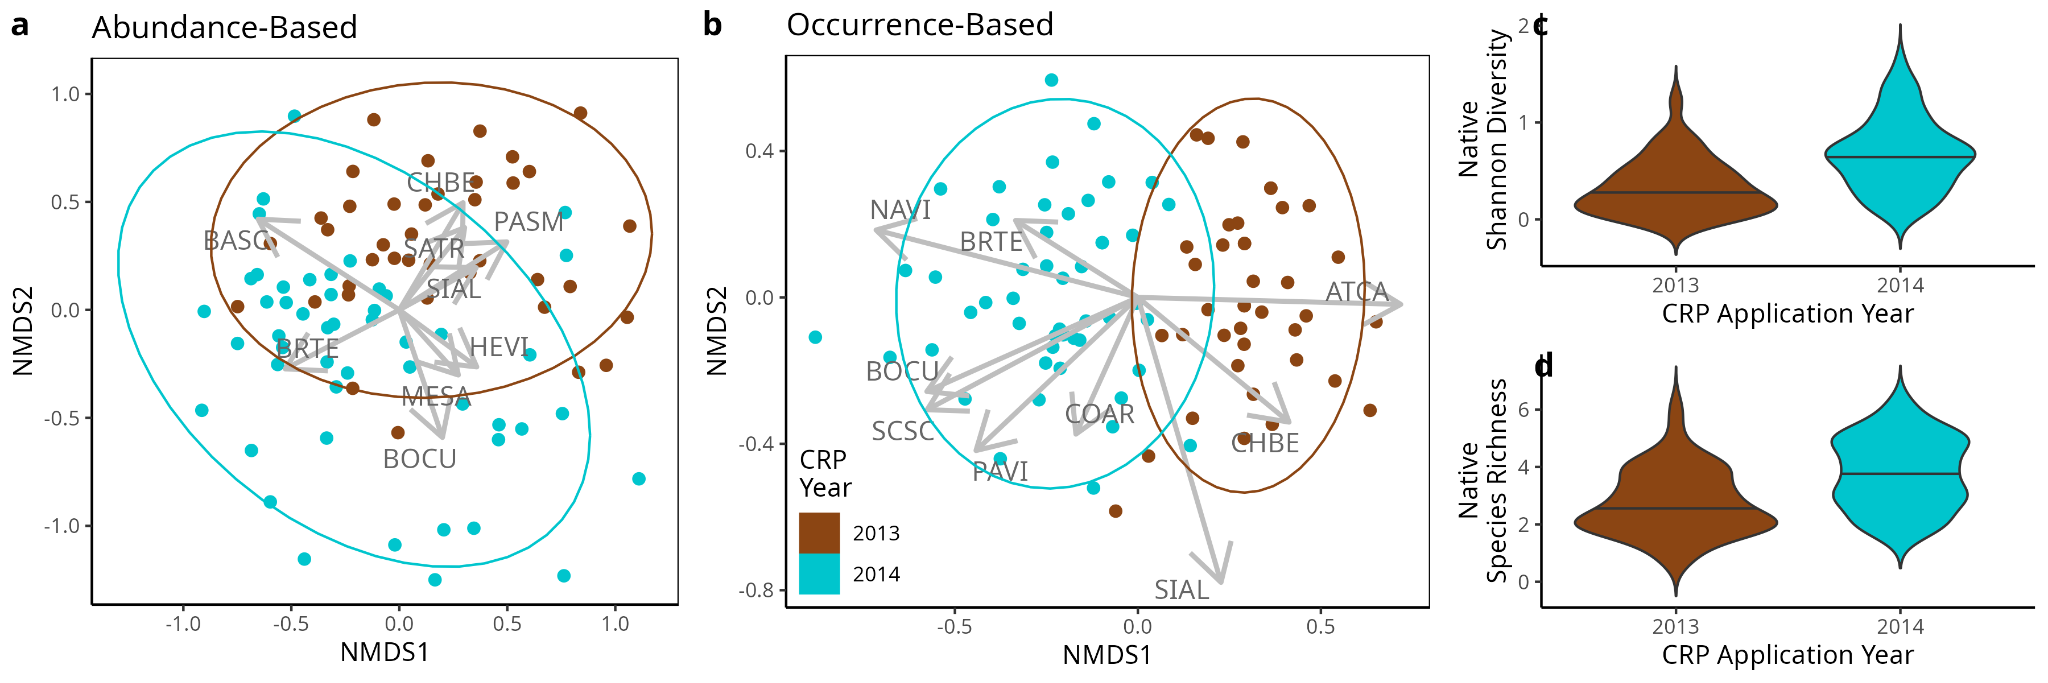 a
Abundance-Based
NMDS2
1.0
0.5
0.0
-0.5
-1.0
CHBE
PASM
BASC
SATR
SIAL
BRTE
HEVI
MESA
BOCU
-1.0 -0.5 0.0 0.5 1.0
NMDS1
b
Occurrence-Based
NMDS2
0.4
0.0
-0.4
-0.8
NAVI
BRTE
ATCA
BOCU
SCSC
COAR
CHBE
PAVI
SIAL
CRP
Year
2013
2014
-0.5 0.0 0.5
NMDS1
c
Native
Shannon Diversity
2
1
0
2013 2014
CRP Application Year
d
Native
Species Richness
6
4
2
0
2013 2014
CRP Application Year